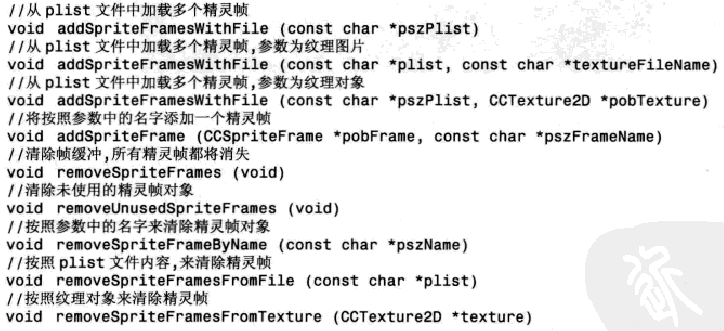 //从 plist 文件中加载多个精灵帧
void addSpriteFramesWithFile (const char *pszPlist)
//从 plist 文件中加载多个精灵帧,参数为纹理图片
void addSpriteFramesWithFile (const char *plist, const char *textureFileName)
//从 plist 文件中加载多个精灵帧,参数为纹理对象
void addSpriteFramesWithFile (const char *pszPlist, CCTexture2D *pobTexture)
//将按照参数中的名字添加一个精灵帧
void addSpriteFrame (CCSpriteFrame *pobFrame, const char *pszFrameName)
//清除帧缓冲,所有精灵帧都将消失
void removeSpriteFrames (void)
//清除未使用的精灵帧对象
void removeUnusedSpriteFrames (void)
//按照参数中的名字来清除精灵帧对象
void removeSpriteFrameByName (const char *pszName)
//按照 plist 文件内容,来清除精灵帧
void removeSpriteFramesFromFile (const char *plist)
//按照纹理对象来清除精灵帧
void removeSpriteFramesFromTexture (CCTexture2D *texture)